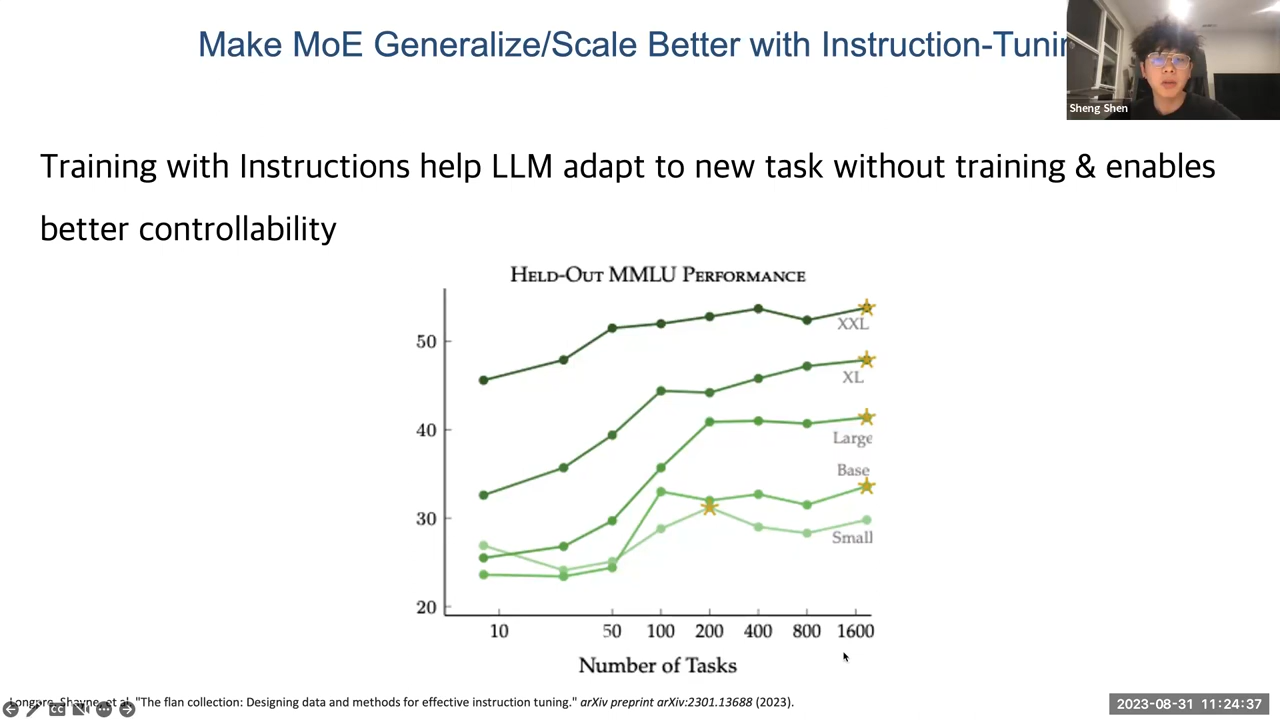 Make MoE Generalize/Scale Better with Instruction-Tunin
Sheng Shen
Training with Instructions help LLM adapt to new task without training & enables
better controllability
Held-Out MMLU Performance
50
40
30
20
XXL
XL
Large
Base
Small
10 50 100 200 400 800 1600
Number of Tasks
Longpre, Shayne, et al. "The flan collection: Designing data and methods for effective instruction tuning." arXiv preprint arXiv:2301.13688 (2023).
2023-08-31 11:24:37